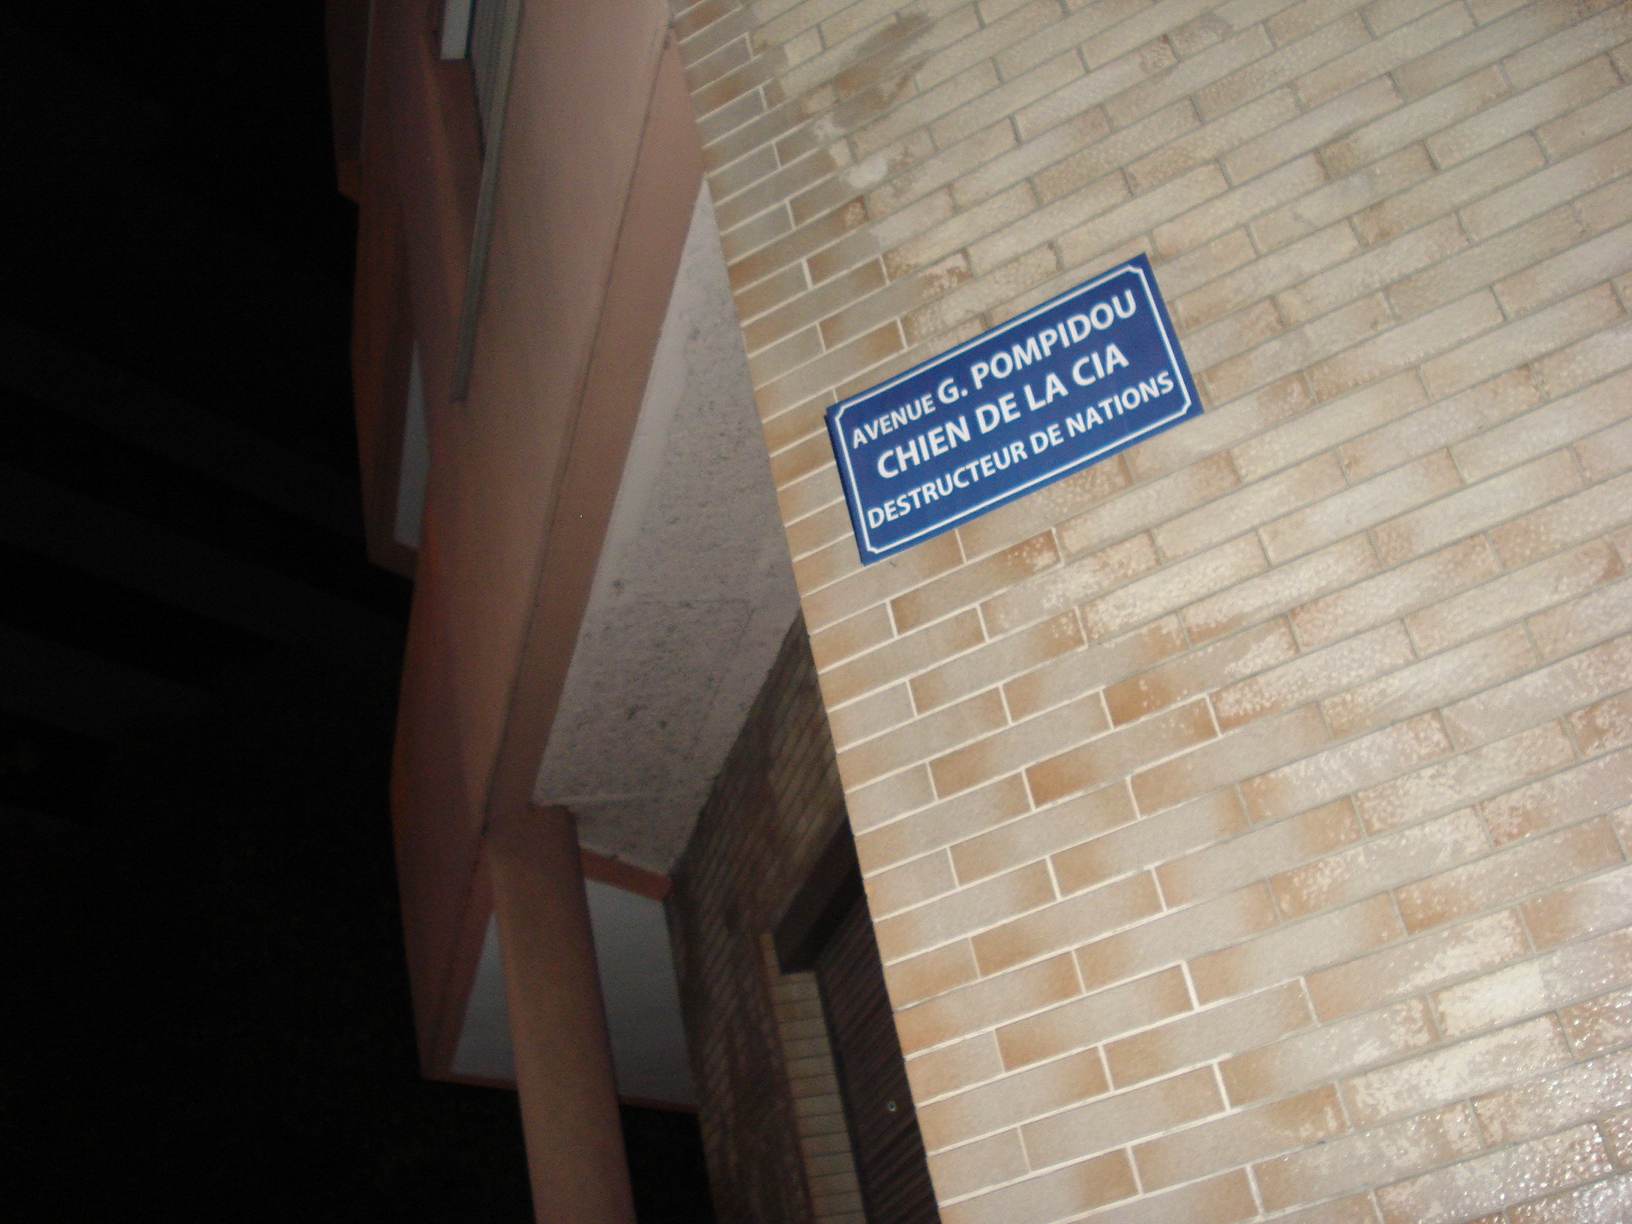 AVENUE G. POMPIDOU
CHIEN DE LA CIA
DESTRUCTEUR DE NATIONS